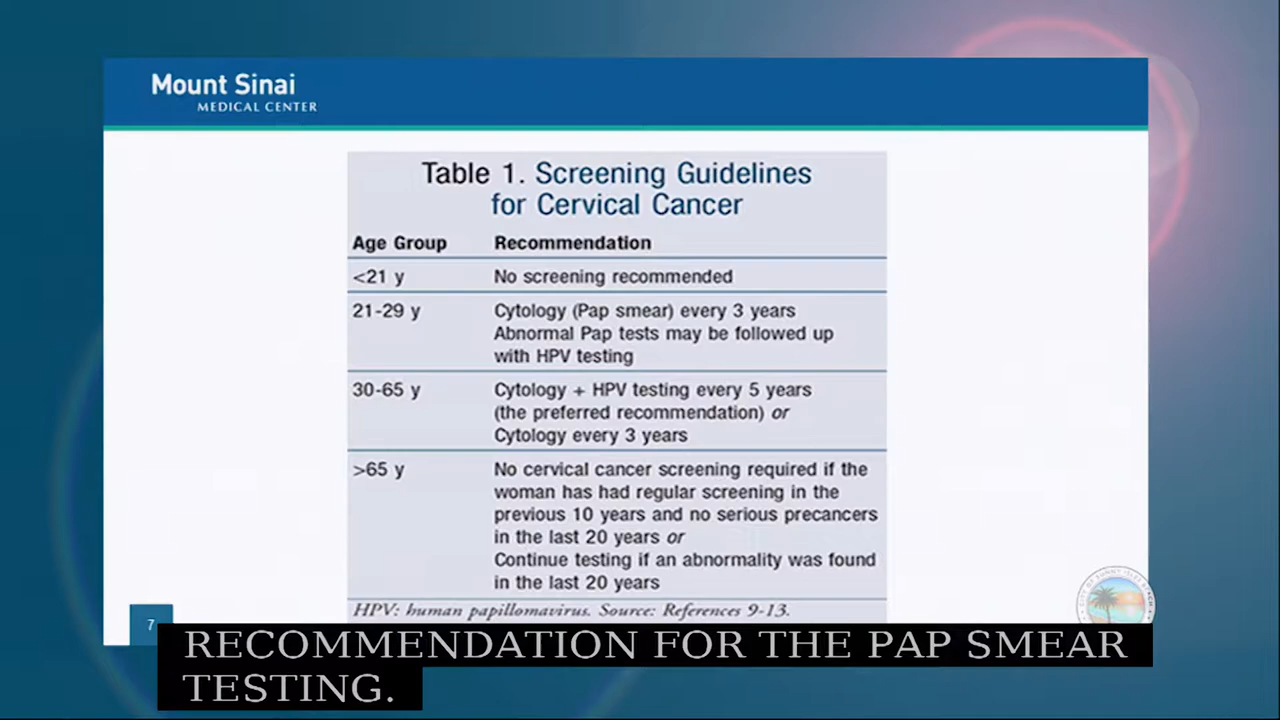 Mount Sinai
MEDICAL CENTER
Table 1. Screening Guidelines
for Cervical Cancer
Age Group Recommendation
<21 y No screening recommended
21-29 y Cytology (Pap smear) every 3 years
Abnormal Pap tests may be followed up
with HPV testing
30-65 y Cytology + HPV testing every 5 years
(the preferred recommendation) or
Cytology every 3 years
>65 y No cervical cancer screening required if the
woman has had regular screening in the
previous 10 years and no serious precancers
in the last 20 years or
Continue testing if an abnormality was found
in the last 20 years
HPV: human papillomavirus. Source: References 9-13.
7
CITY OF SUNNY ISLES BEACH
RECOMMENDATION FOR THE PAP SMEAR
TESTING.